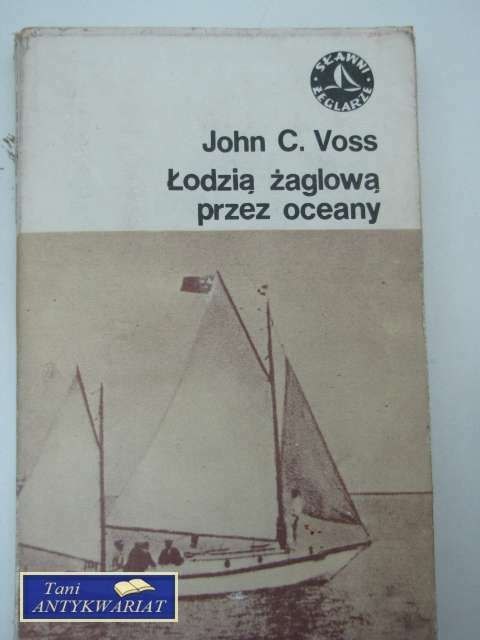 SŁAWNI
ŻEGLARZE
John C. Voss
Łodzią żaglową
przez oceany
Tani
ANTYKWARIAT